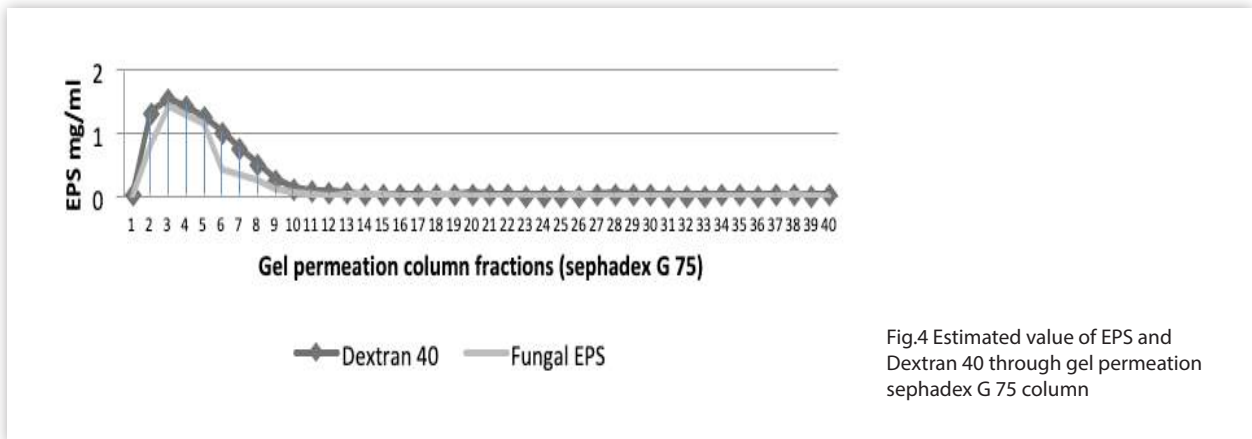 2
1
0
EPS mg/ml
1 2 3 4 5 6 7 8 9 10 11 12 13 14 15 16 17 18 19 20 21 22 23 24 25 26 27 28 29 30 31 32 33 34 35 36 37 38 39 40
Gel permeation column fractions (sephadex G 75)
Dextran 40 Fungal EPS
Fig.4 Estimated value of EPS and
Dextran 40 through gel permeation
sephadex G 75 column